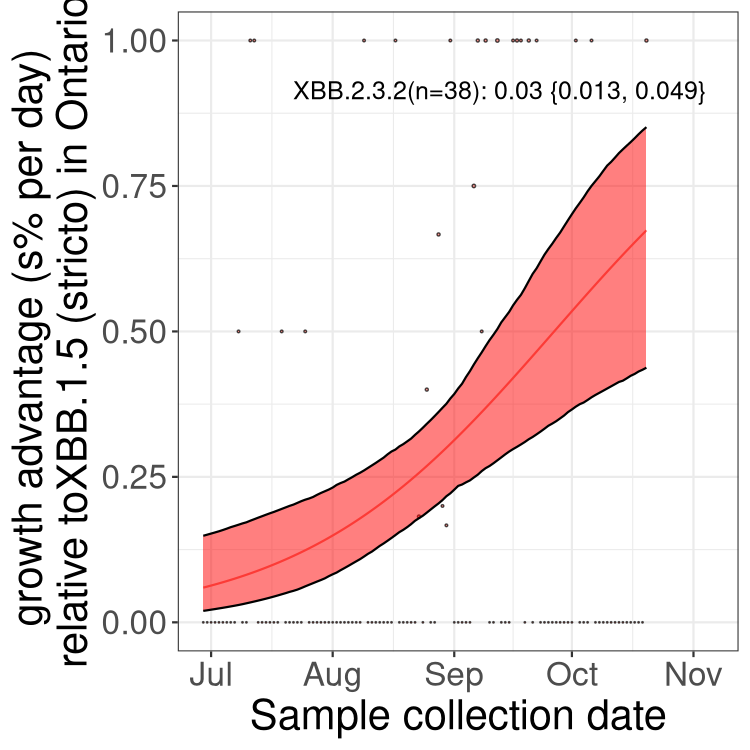 growth advantage (s% per day)
relative toXBB.1.5 (stricto) in Ontario
1.00
XBB.2.3.2(n=38): 0.03 {0.013, 0.049}
0.75
0.50
0.25
0.00
Jul Aug Sep Oct Nov
Sample collection date